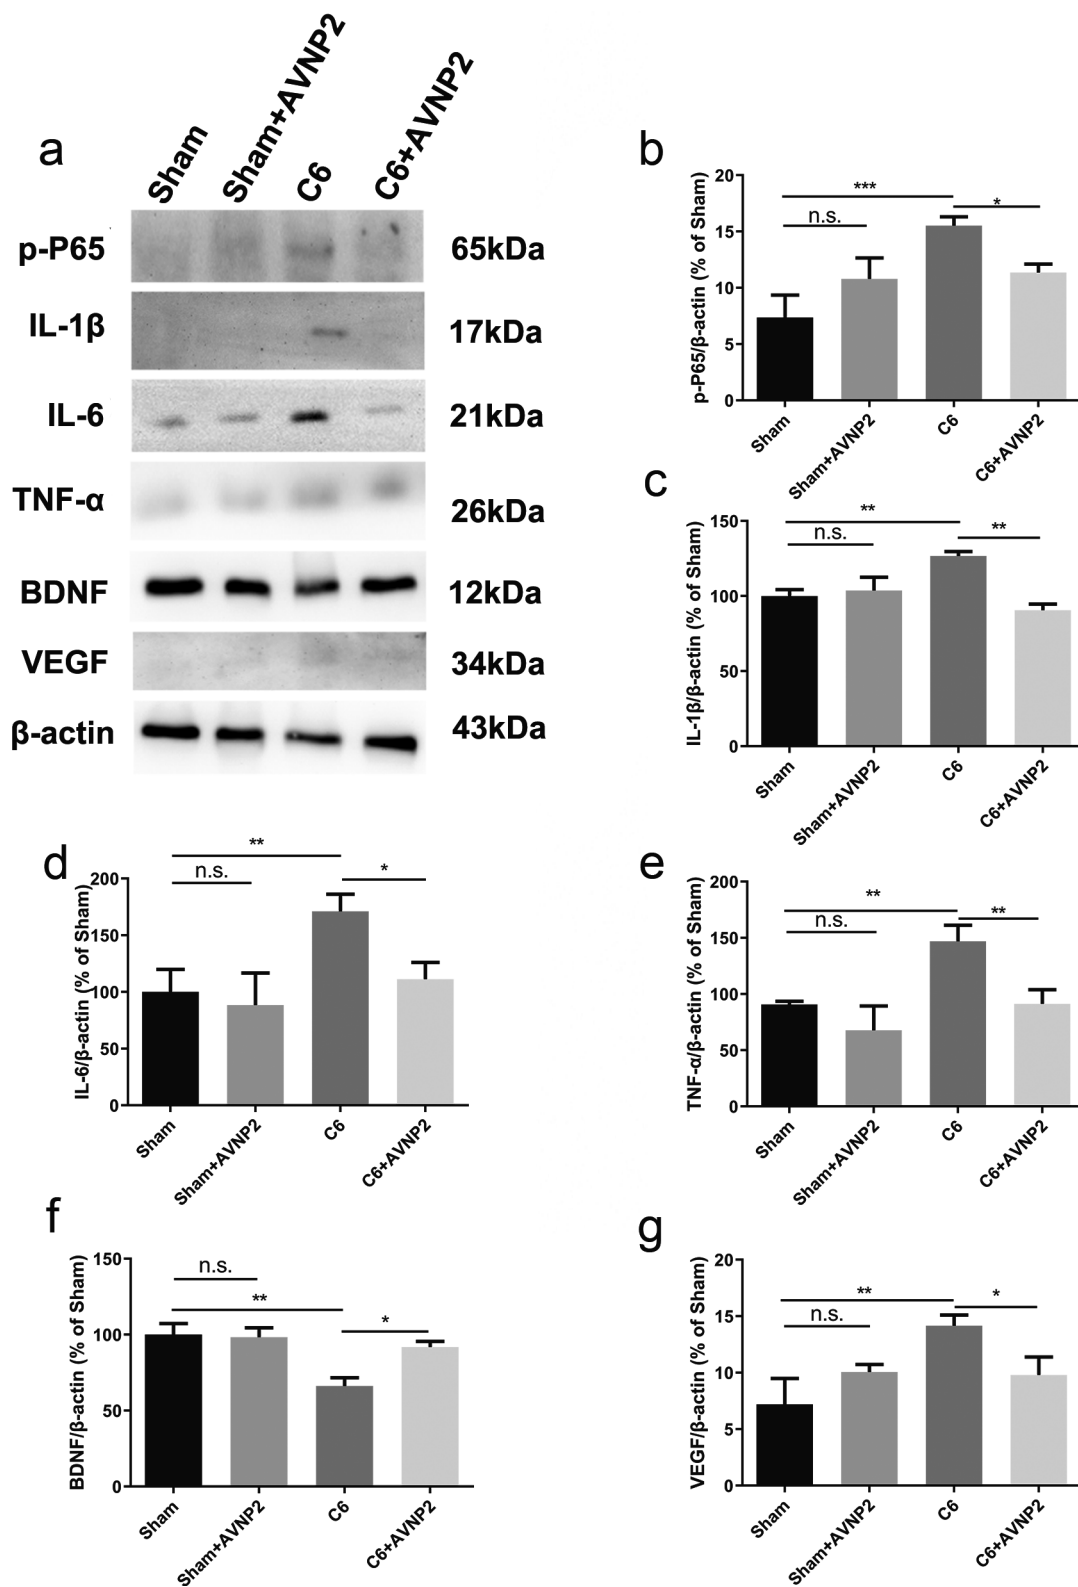 a
Sham
Sham+AVNP2
C6
C6+AVNP2
p-P65
65kDa
IL-1β
17kDa
IL-6
21kDa
TNF-α
26kDa
BDNF
12kDa
VEGF
34kDa
β-actin
43kDa
b
p-P65/β-actin (% of Sham)
20
15
10
5
0
***
n.s.
*
Sham
Sham+AVNP2
C6
C6+AVNP2
c
IL-1β/β-actin (% of Sham)
150
100
50
0
**
n.s.
**
Sham
Sham+AVNP2
C6
C6+AVNP2
d
IL-6/β-actin (% of Sham)
200
150
100
50
0
**
n.s.
*
Sham
Sham+AVNP2
C6
C6+AVNP2
e
TNF-α/β-actin (% of Sham)
200
150
100
50
0
**
n.s.
**
Sham
Sham+AVNP2
C6
C6+AVNP2
f
BDNF/β-actin (% of Sham)
150
100
50
0
n.s.
**
*
Sham
Sham+AVNP2
C6
C6+AVNP2
g
VEGF/β-actin (% of Sham)
20
15
10
5
0
**
n.s.
*
Sham
Sham+AVNP2
C6
C6+AVNP2